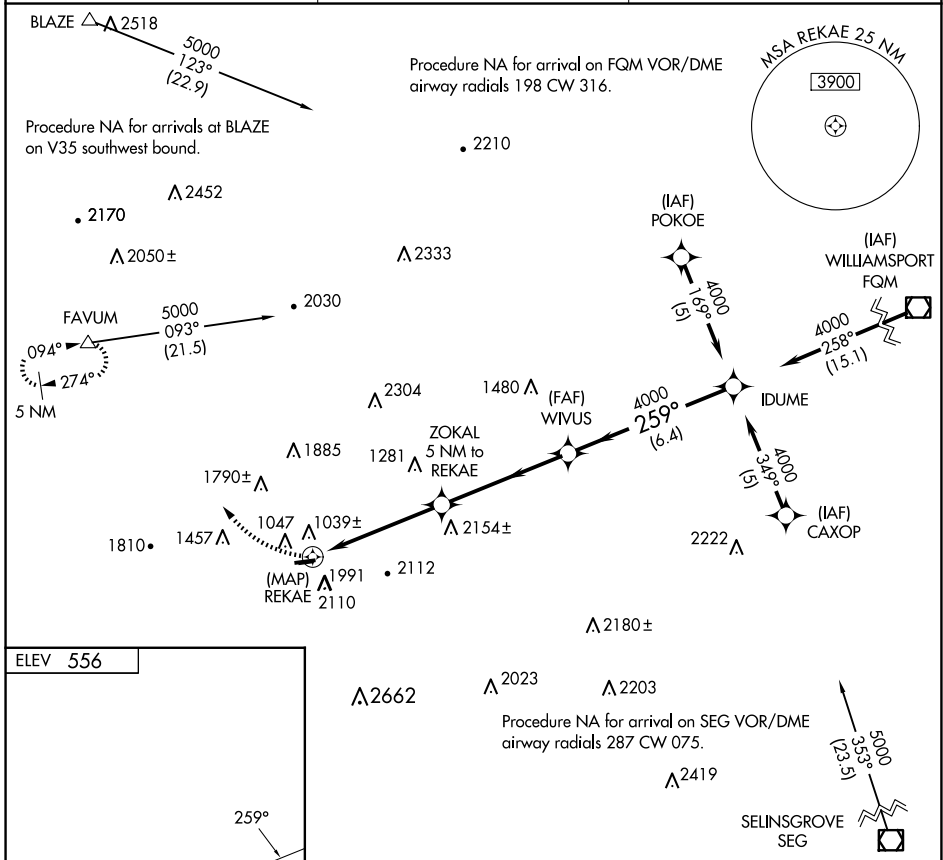 BLAZE
2518
5000
123°
(22.9)
Procedure NA for arrival on FQM VOR/DME
airway radials 198 CW 316.
MSA REKAE 25 NM
3900
Procedure NA for arrivals at BLAZE
on V35 southwest bound.
2210
2452
2170
2050±
2333
(IAF)
POKOE
(IAF)
WILLIAMSPORT
FQM
4000
169°
(5)
4000
258°
(15.1)
FAVUM
5000
093°
(21.5)
2030
094°
274°
5 NM
2304
1480
(FAF)
WIVUS
4000
259°
(6.4)
IDUME
ZOKAL
5 NM to
REKAE
1885
1281
1790±
4000
349°
(5)
(IAF)
CAXOP
1810
1457
1047
1039±
2154±
2222
(MAP)
REKAE
1991
2110
2112
2180±
ELEV 556
2662
2023
2203
Procedure NA for arrival on SEG VOR/DME
airway radials 287 CW 075.
5000
353°
(23.5)
2419
259°
SELINSGROVE
SEG